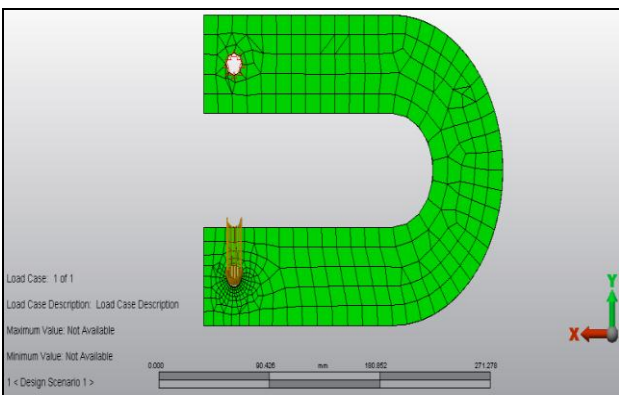 Load Case: 1 of 1
Load Case Description: Load Case Description
Maximum Value: Not Available
Minimum Value: Not Available
1 < Design Scenario 1 >
0.000 90.426 mm 180.852 271.278
Y
X